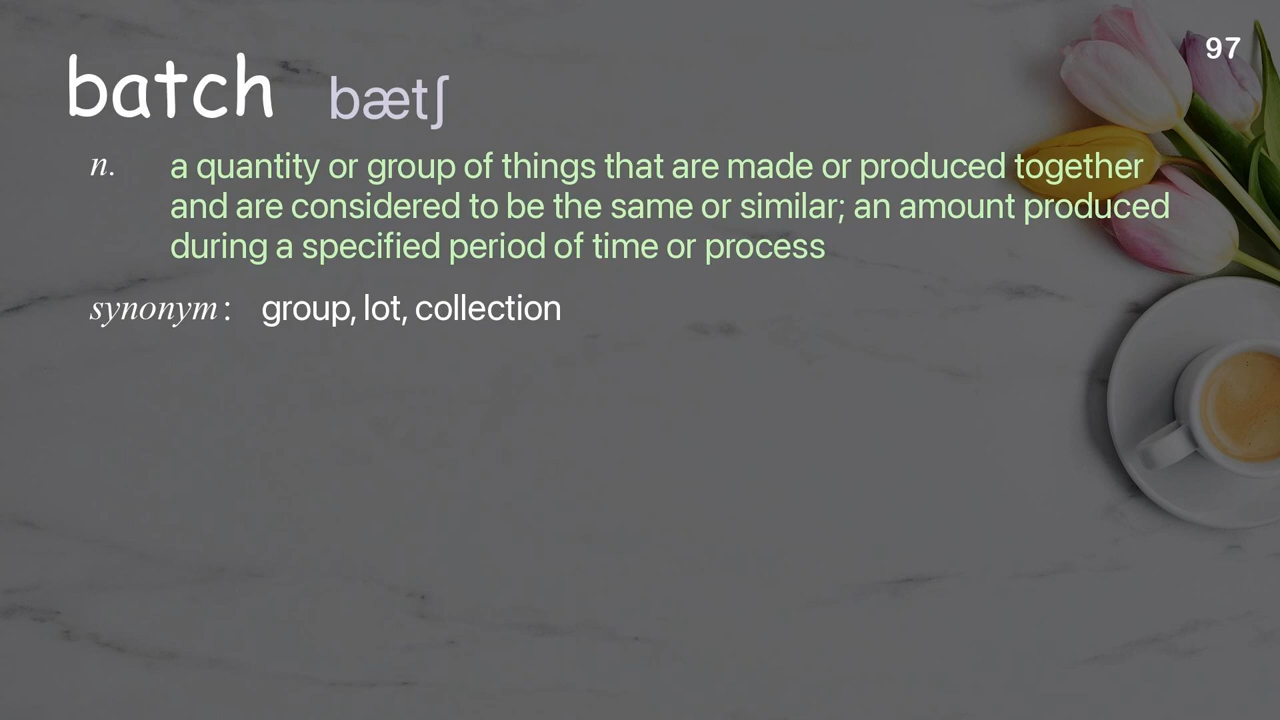 97
batch bætʃ
n. a quantity or group of things that are made or produced together
and are considered to be the same or similar; an amount produced
during a specified period of time or process
synonym: group, lot, collection